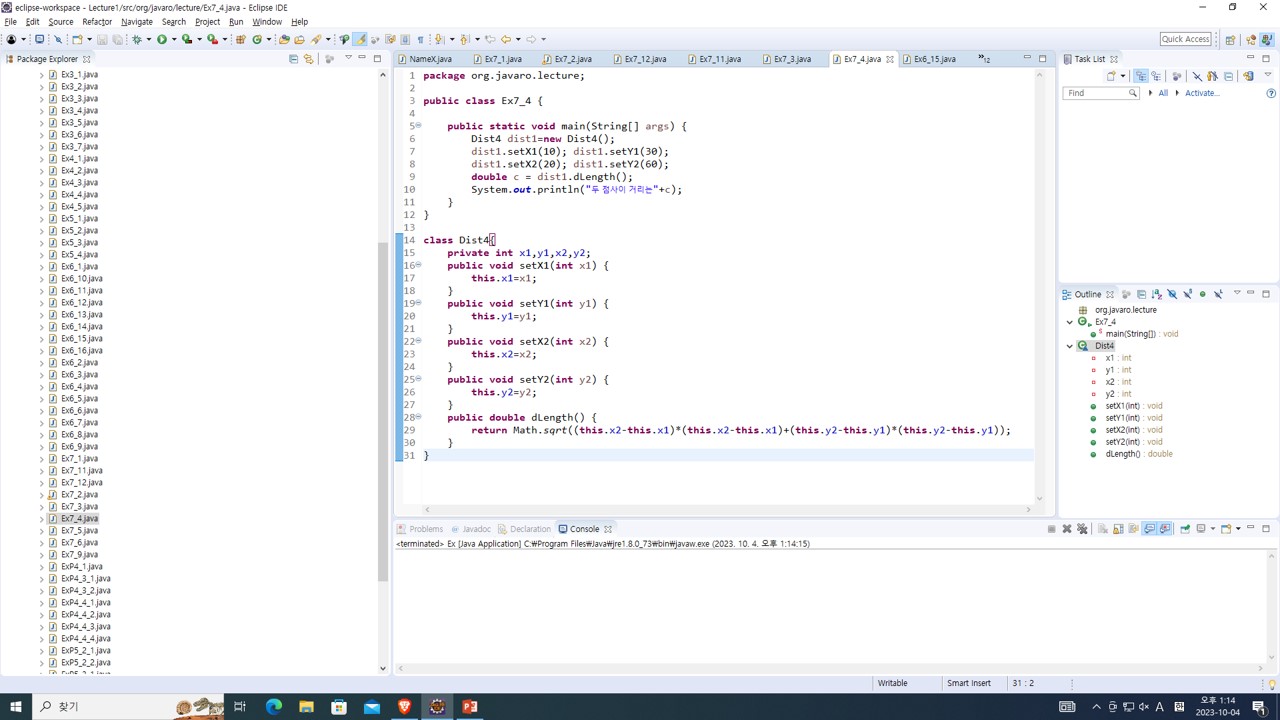 eclipse-workspace - Lecture1/src/org/javaro/lecture/Ex7_4.java - Eclipse IDE
File Edit Source Refactor Navigate Search Project Run Window Help
Quick Access
Package Explorer
Ex3_1.java
Ex3_2.java
Ex3_3.java
Ex3_4.java
Ex3_5.java
Ex3_6.java
Ex3_7.java
Ex4_1.java
Ex4_2.java
Ex4_3.java
Ex4_4.java
Ex4_5.java
Ex5_1.java
Ex5_2.java
Ex5_3.java
Ex5_4.java
Ex6_1.java
Ex6_10.java
Ex6_11.java
Ex6_12.java
Ex6_13.java
Ex6_14.java
Ex6_15.java
Ex6_16.java
Ex6_2.java
Ex6_3.java
Ex6_4.java
Ex6_5.java
Ex6_6.java
Ex6_7.java
Ex6_8.java
Ex6_9.java
Ex7_1.java
Ex7_11.java
Ex7_12.java
Ex7_2.java
Ex7_3.java
Ex7_4.java
Ex7_5.java
Ex7_6.java
Ex7_9.java
ExP4_1.java
ExP4_3_1.java
ExP4_3_2.java
ExP4_4_1.java
ExP4_4_2.java
ExP4_4_3.java
ExP4_4_4.java
ExP5_2_1.java
ExP5_2_2.java
NameX.java Ex7_1.java Ex7_2.java Ex7_12.java Ex7_11.java Ex7_3.java Ex7_4.java Ex6_15.java »12
1 package org.javaro.lecture;
2
3 public class Ex7_4 {
4
5 public static void main(String[] args) {
6 Dist4 dist1=new Dist4();
7 dist1.setX1(10); dist1.setY1(30);
8 dist1.setX2(20); dist1.setY2(60);
9 double c = dist1.dLength();
10 System.out.println("두 점사이 거리는"+c);
11 }
12 }
13
14 class Dist4{
15 private int x1,y1,x2,y2;
16 public void setX1(int x1) {
17 this.x1=x1;
18 }
19 public void setY1(int y1) {
20 this.y1=y1;
21 }
22 public void setX2(int x2) {
23 this.x2=x2;
24 }
25 public void setY2(int y2) {
26 this.y2=y2;
27 }
28 public double dLength() {
29 return Math.sqrt((this.x2-this.x1)*(this.x2-this.x1)+(this.y2-this.y1)*(this.y2-this.y1));
30 }
31 }
Task List
Find All Activate...
Outline
org.javaro.lecture
Ex7_4
main(String[]) : void
Dist4
x1 : int
y1 : int
x2 : int
y2 : int
setX1(int) : void
setY1(int) : void
setX2(int) : void
setY2(int) : void
dLength() : double
Problems Javadoc Declaration Console
<terminated> Ex [Java Application] C:₩Program Files₩Java₩jre1.8.0_73₩bin₩javaw.exe (2023. 10. 4. 오후 1:14:15)
Writable Smart Insert 31 : 2
찾기
A
오후 1:14
2023-10-04
1